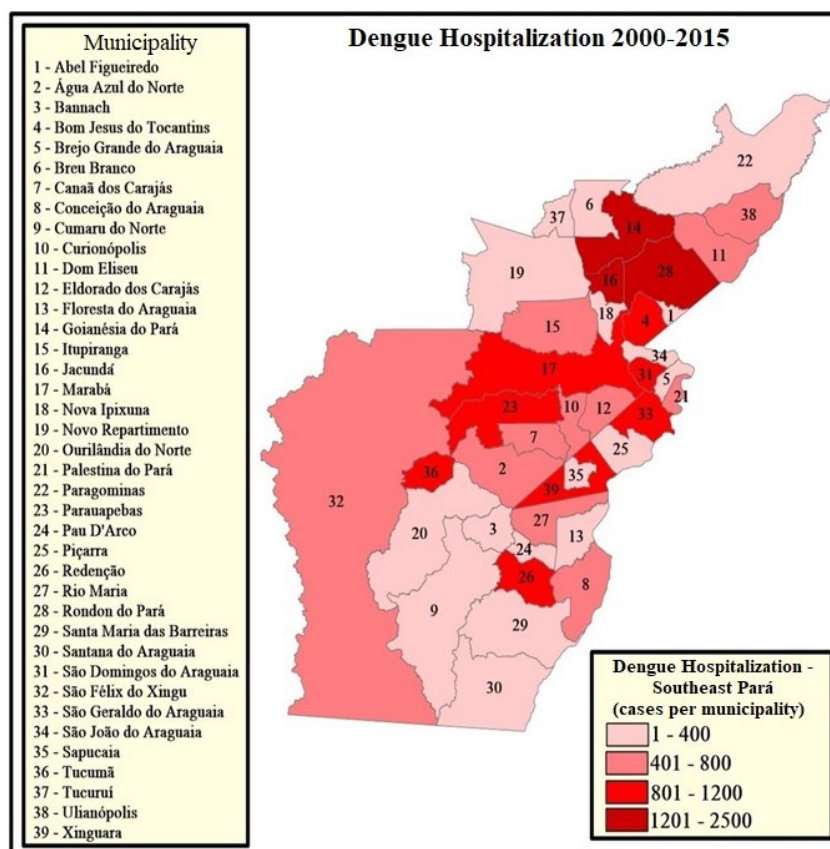 Municipality
1 - Abel Figueiredo
2 - Água Azul do Norte
3 - Bannach
4 - Bom Jesus do Tocantins
5 - Brejo Grande do Araguaia
6 - Breu Branco
7 - Canaã dos Carajás
8 - Conceição do Araguaia
9 - Cumaru do Norte
10 - Curionópolis
11 - Dom Eliseu
12 - Eldorado dos Carajás
13 - Floresta do Araguaia
14 - Goianésia do Pará
15 - Itupiranga
16 - Jacundá
17 - Marabá
18 - Nova Ipixuna
19 - Novo Repartimento
20 - Ourilândia do Norte
21 - Palestina do Pará
22 - Paragominas
23 - Parauapebas
24 - Pau D'Arco
25 - Piçarra
26 - Redenção
27 - Rio Maria
28 - Rondon do Pará
29 - Santa Maria das Barreiras
30 - Santana do Araguaia
31 - São Domingos do Araguaia
32 - São Félix do Xingu
33 - São Geraldo do Araguaia
34 - São João do Araguaia
35 - Sapucaia
36 - Tucumã
37 - Tucuruí
38 - Ulianópolis
39 - Xinguara
Dengue Hospitalization 2000-2015
22
6
37
38
14
11
19
28
16
18
4
1
15
34
17
31
5
21
23
10
12
33
7
25
2
36
35
39
32
27
20
3
13
24
26
8
9
29
30
Dengue Hospitalization -
Southeast Pará
(cases per municipality)
1 - 400
401 - 800
801 - 1200
1201 - 2500